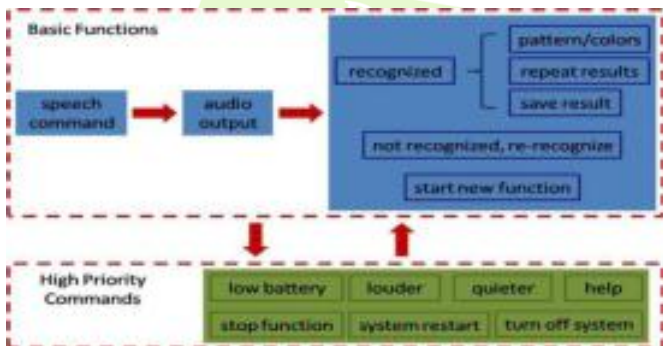 Basic Functions
pattern/colors
recognized
repeat results
speech
command
audio
output
save result
not recognized, re-recognize
start new function
High Priority
Commands
low battery
louder
quieter
help
stop function
system restart
turn off system